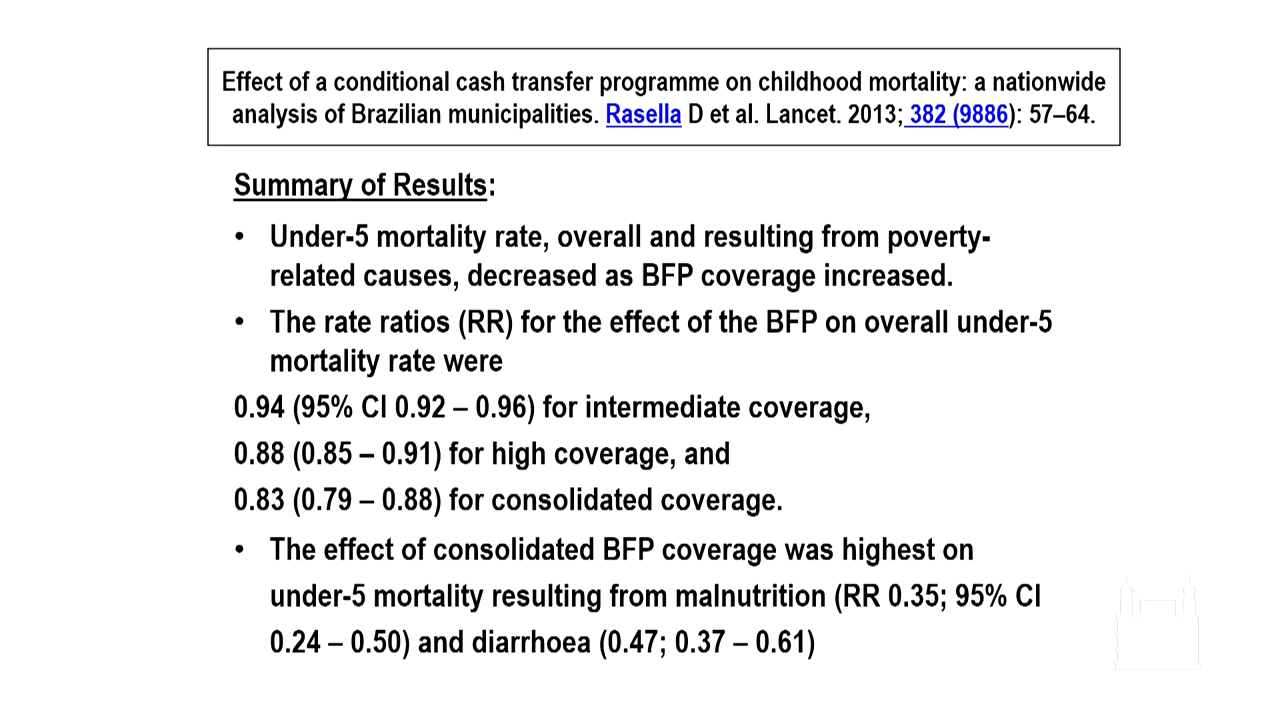 Effect of a conditional cash transfer programme on childhood mortality: a nationwide
analysis of Brazilian municipalities. Rasella D et al. Lancet. 2013; 382 (9886): 57–64.
Summary of Results:
• Under-5 mortality rate, overall and resulting from poverty-
related causes, decreased as BFP coverage increased.
• The rate ratios (RR) for the effect of the BFP on overall under-5
mortality rate were
0.94 (95% CI 0.92 – 0.96) for intermediate coverage,
0.88 (0.85 – 0.91) for high coverage, and
0.83 (0.79 – 0.88) for consolidated coverage.
• The effect of consolidated BFP coverage was highest on
under-5 mortality resulting from malnutrition (RR 0.35; 95% CI
0.24 – 0.50) and diarrhoea (0.47; 0.37 – 0.61)